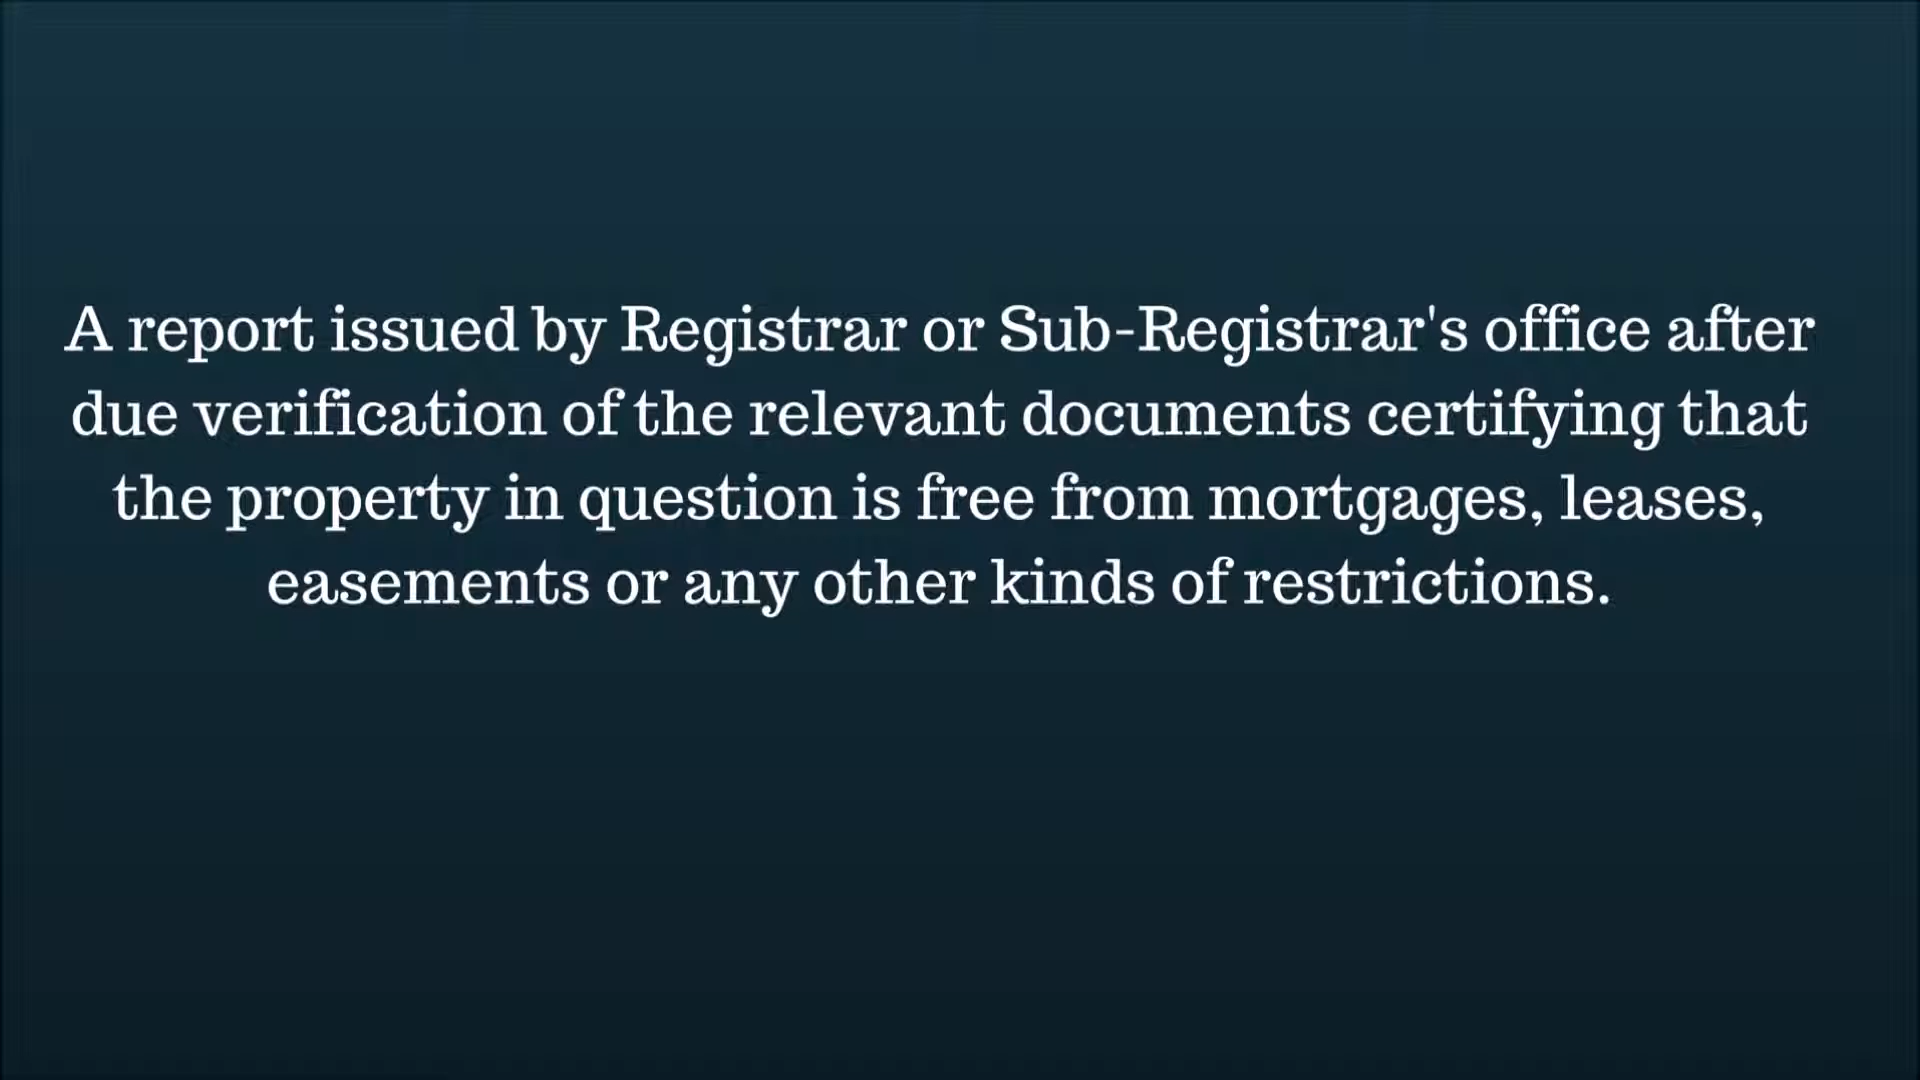 A report issued by Registrar or Sub-Registrar's office after
due verification of the relevant documents certifying that
the property in question is free from mortgages, leases,
easements or any other kinds of restrictions.